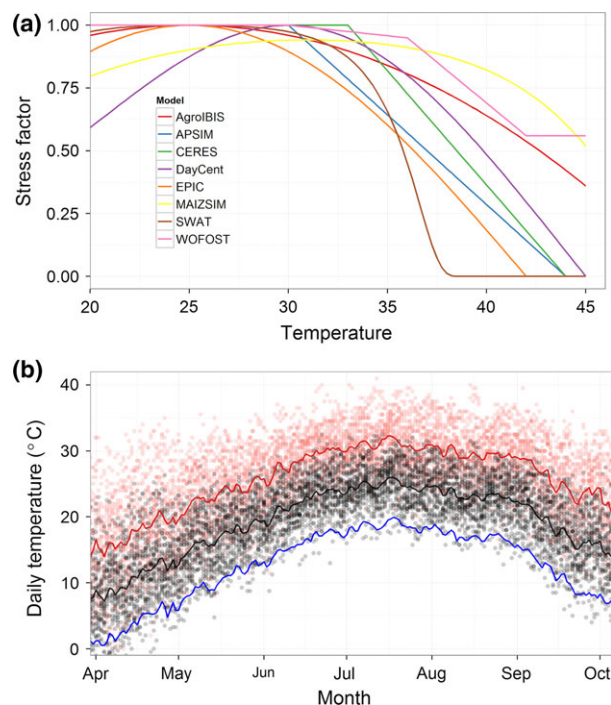 (a)
1.00
0.75
0.50
0.25
0.00
Stress factor
Model
AgroIBIS
APSIM
CERES
DayCent
EPIC
MAIZSIM
SWAT
WOFOST
20 25 30 35 40 45
Temperature
(b)
40
30
20
10
0
Daily temperature (°C)
Apr May Jun Jul Aug Sep Oct
Month